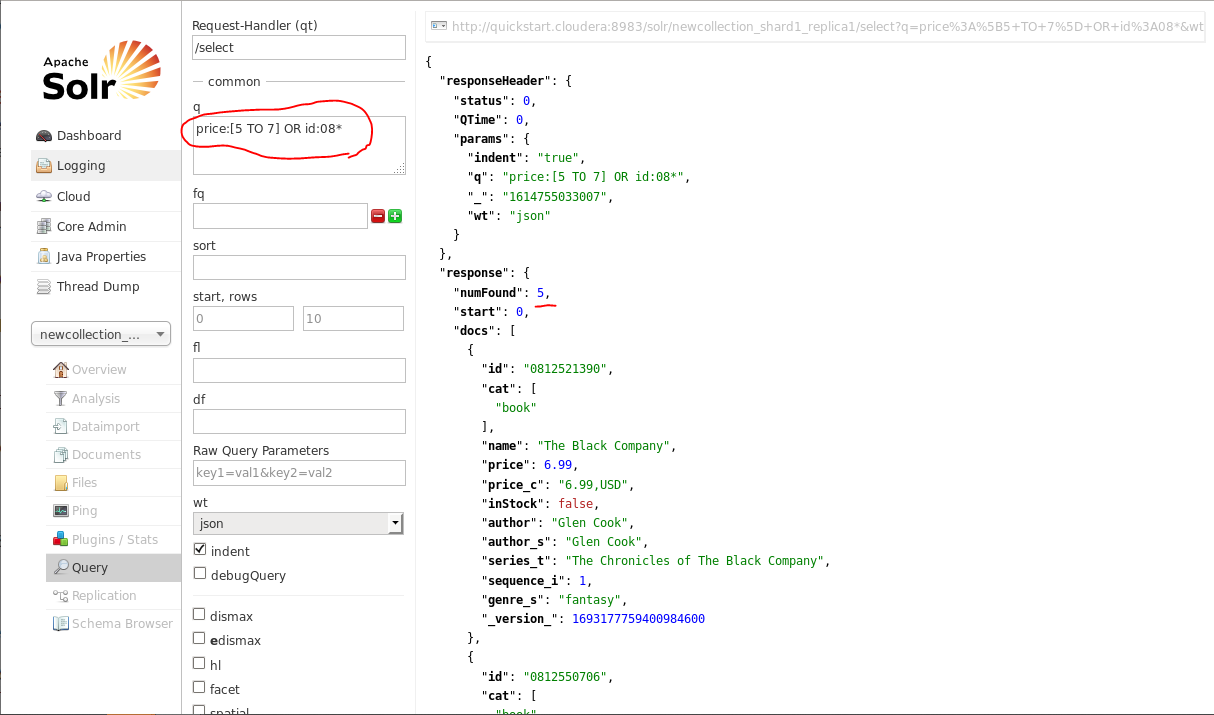 Apache
Solr
Dashboard
Logging
Cloud
Core Admin
Java Properties
Thread Dump
newcollection_...
Overview
Analysis
Dataimport
Documents
Files
Ping
Plugins / Stats
Query
Replication
Schema Browser
Request-Handler (qt)
/select
common
q
price:[5 TO 7] OR id:08*
fq
sort
start, rows
0 10
fl
df
Raw Query Parameters
key1=val1&key2=val2
wt
json
indent
debugQuery
dismax
edismax
hl
facet
spatial
http://quickstart.cloudera:8983/solr/newcollection_shard1_replica1/select?q=price%3A%5B5+TO+7%5D+OR+id%3A08*&wt
{
"responseHeader": {
"status": 0,
"QTime": 0,
"params": {
"indent": "true",
"q": "price:[5 TO 7] OR id:08*",
"_": "1614755033007",
"wt": "json"
}
},
"response": {
"numFound": 5,
"start": 0,
"docs": [
{
"id": "0812521390",
"cat": [
"book"
],
"name": "The Black Company",
"price": 6.99,
"price_c": "6.99,USD",
"inStock": false,
"author": "Glen Cook",
"author_s": "Glen Cook",
"series_t": "The Chronicles of The Black Company",
"sequence_i": 1,
"genre_s": "fantasy",
"_version_": 1693177759400984600
},
{
"id": "0812550706",
"cat": [
"book"